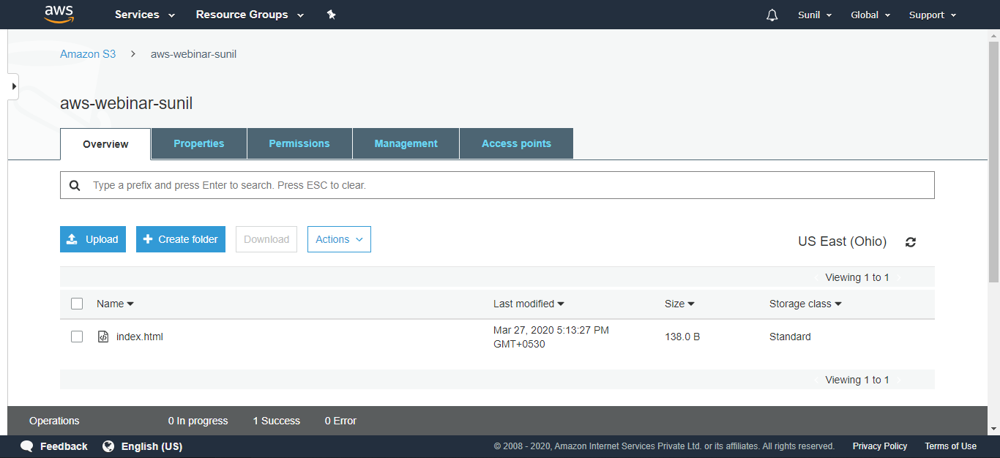 aws Services Resource Groups Sunil Global Support
Amazon S3 > aws-webinar-sunil
aws-webinar-sunil
Overview Properties Permissions Management Access points
Type a prefix and press Enter to search. Press ESC to clear.
Upload + Create folder Download Actions US East (Ohio)
Viewing 1 to 1
Name Last modified Size Storage class
index.html Mar 27, 2020 5:13:27 PM GMT+0530 138.0 B Standard
Viewing 1 to 1
Operations 0 In progress 1 Success 0 Error
Feedback English (US) © 2008 - 2020, Amazon Internet Services Private Ltd. or its affiliates. All rights reserved. Privacy Policy Terms of Use